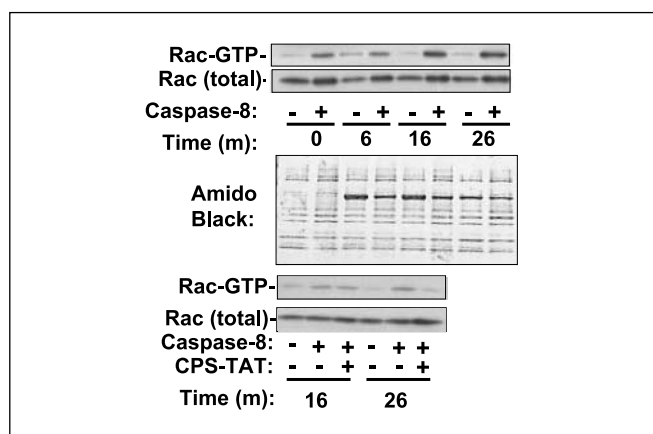 Rac-GTP-
Rac (total)-
Caspase-8: - + - + - + - +
Time (m): 0 6 16 26
Amido
Black:
Rac-GTP-
Rac (total)-
Caspase-8: - + + - + +
CPS-TAT: - - + - - +
Time (m): 16 26